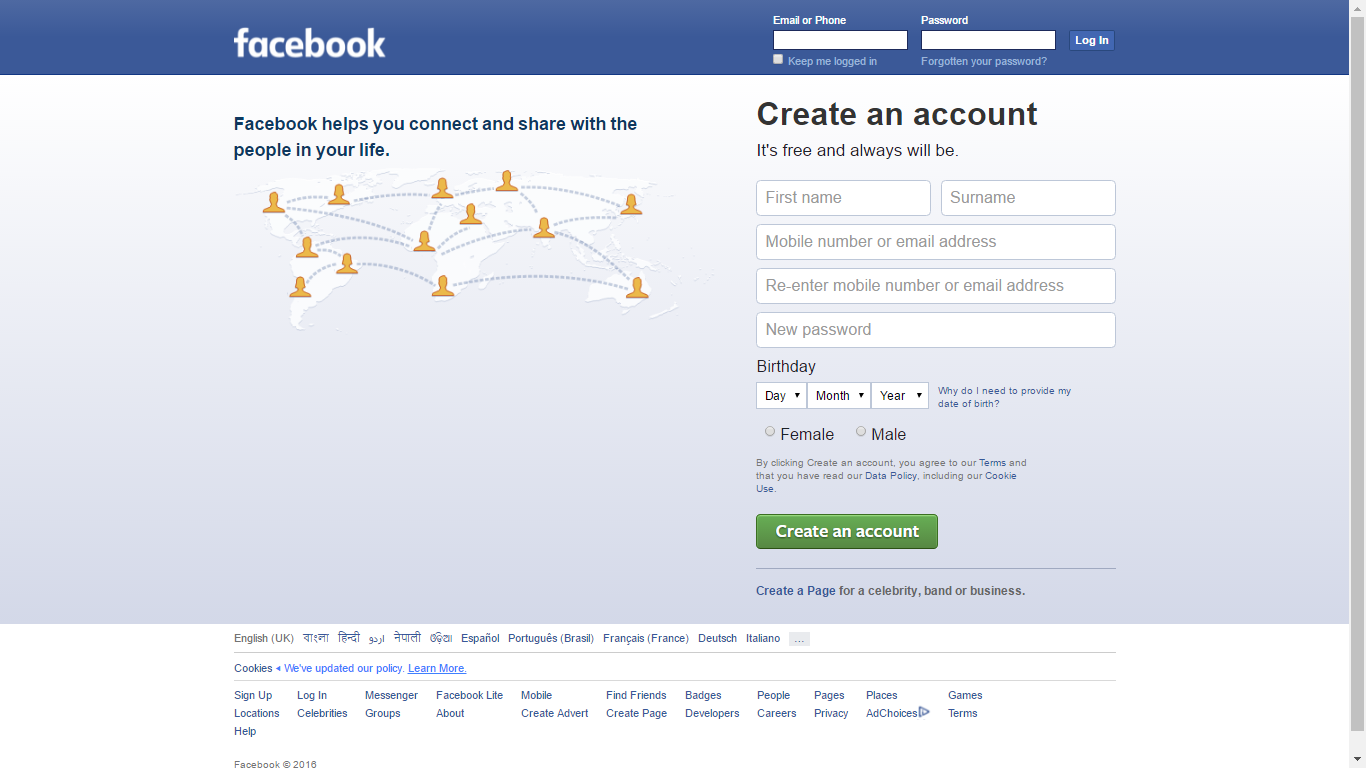 facebook
Email or Phone
Password
Log In
Keep me logged in
Forgotten your password?
Facebook helps you connect and share with the
people in your life.
Create an account
It's free and always will be.
First name
Surname
Mobile number or email address
Re-enter mobile number or email address
New password
Birthday
Day
Month
Year
Why do I need to provide my
date of birth?
Female
Male
By clicking Create an account, you agree to our Terms and
that you have read our Data Policy, including our Cookie
Use.
Create an account
Create a Page for a celebrity, band or business.
English (UK) বাংলা हिन्दी اردو नेपाली ଓଡ଼ିଆ Español Português (Brasil) Français (France) Deutsch Italiano ...
Cookies We've updated our policy. Learn More.
Sign Up Log In Messenger Facebook Lite Mobile Find Friends Badges People Pages Places Games
Locations Celebrities Groups About Create Advert Create Page Developers Careers Privacy AdChoices Terms
Help
Facebook © 2016